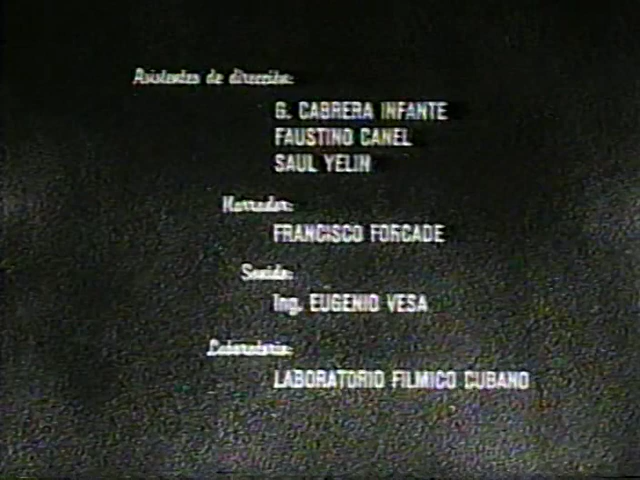 Asistentes de dirección:
G. CABRERA INFANTE
FAUSTINO CANEL
SAUL YELIN
Narrador:
FRANCISCO FORCADE
Sonido:
Ing. EUGENIO VESA
Laboratorio:
LABORATORIO FILMICO CUBANO